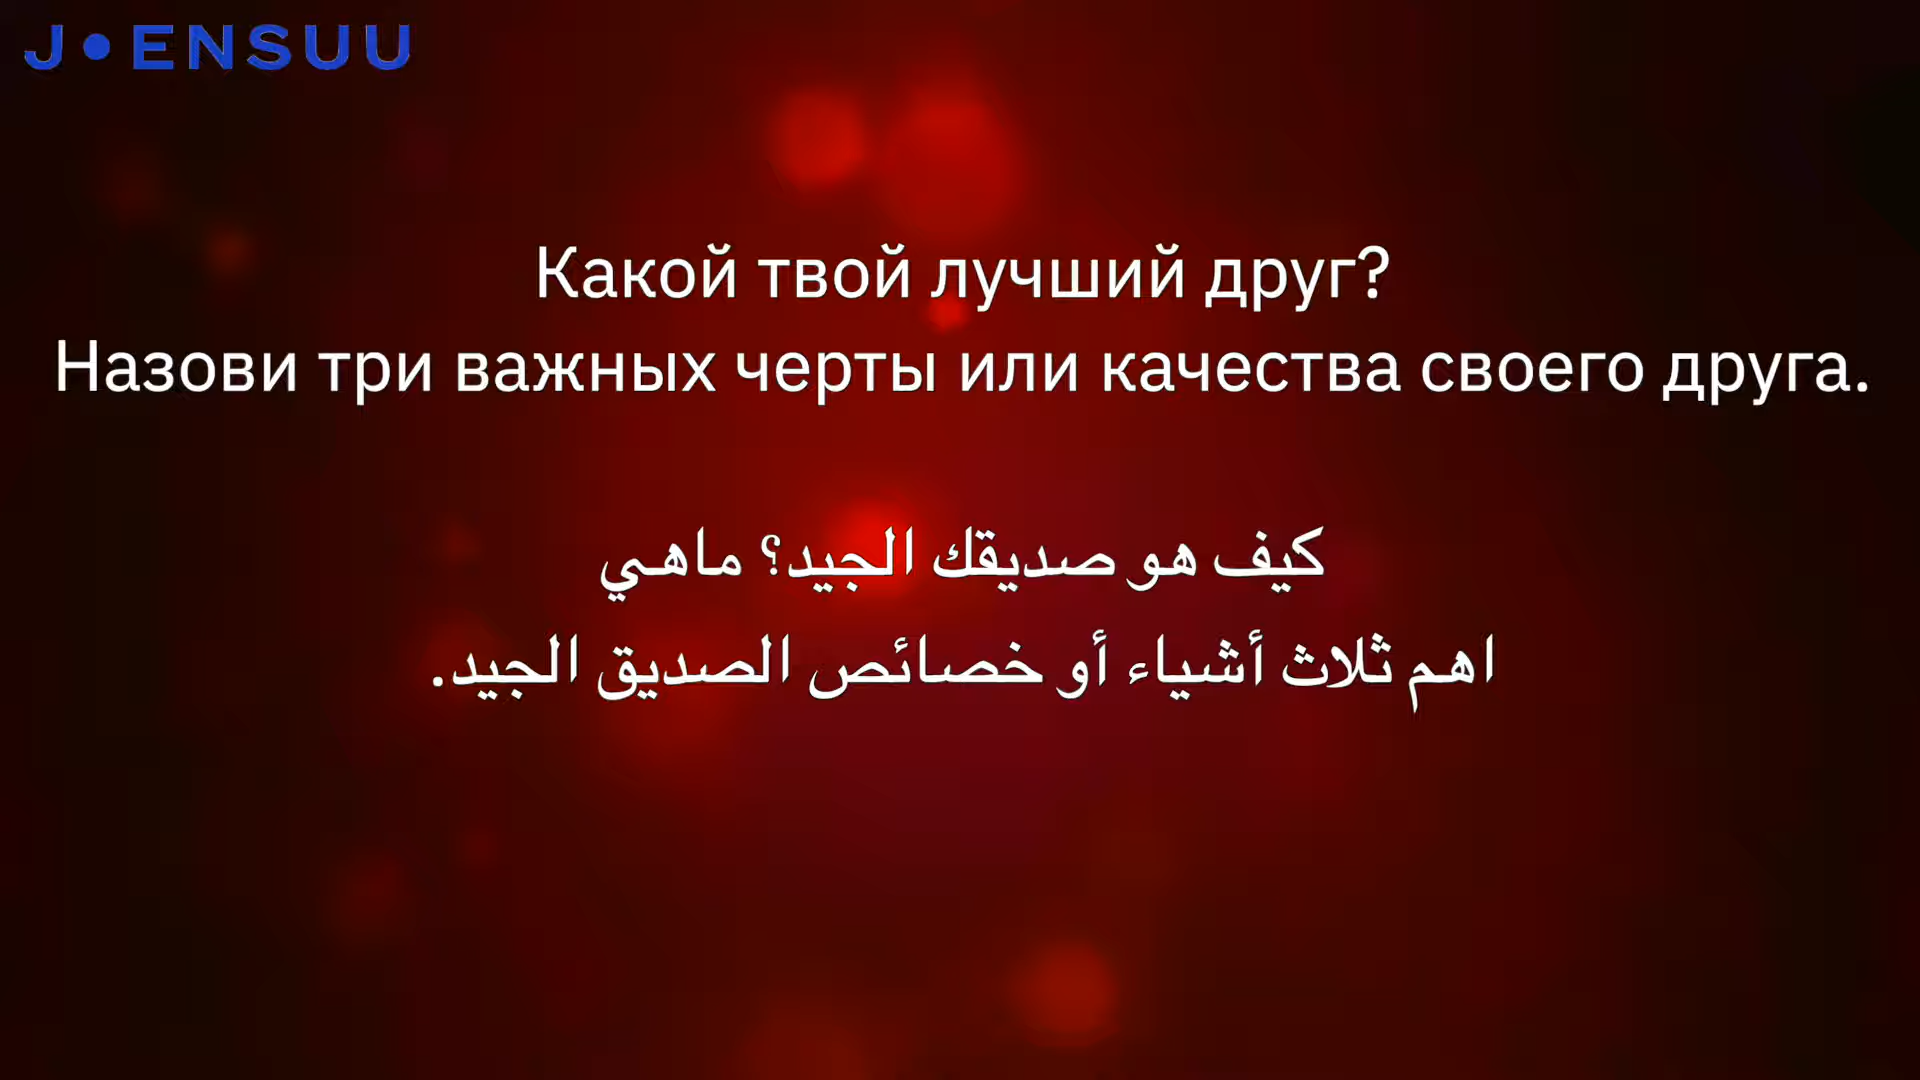 J•ENSUU
Какой твой лучший друг?
Назови три важных черты или качества своего друга.
كيف هو صديقك الجيد؟ ماهي
اهم ثلاث أشياء أو خصائص الصديق الجيد.